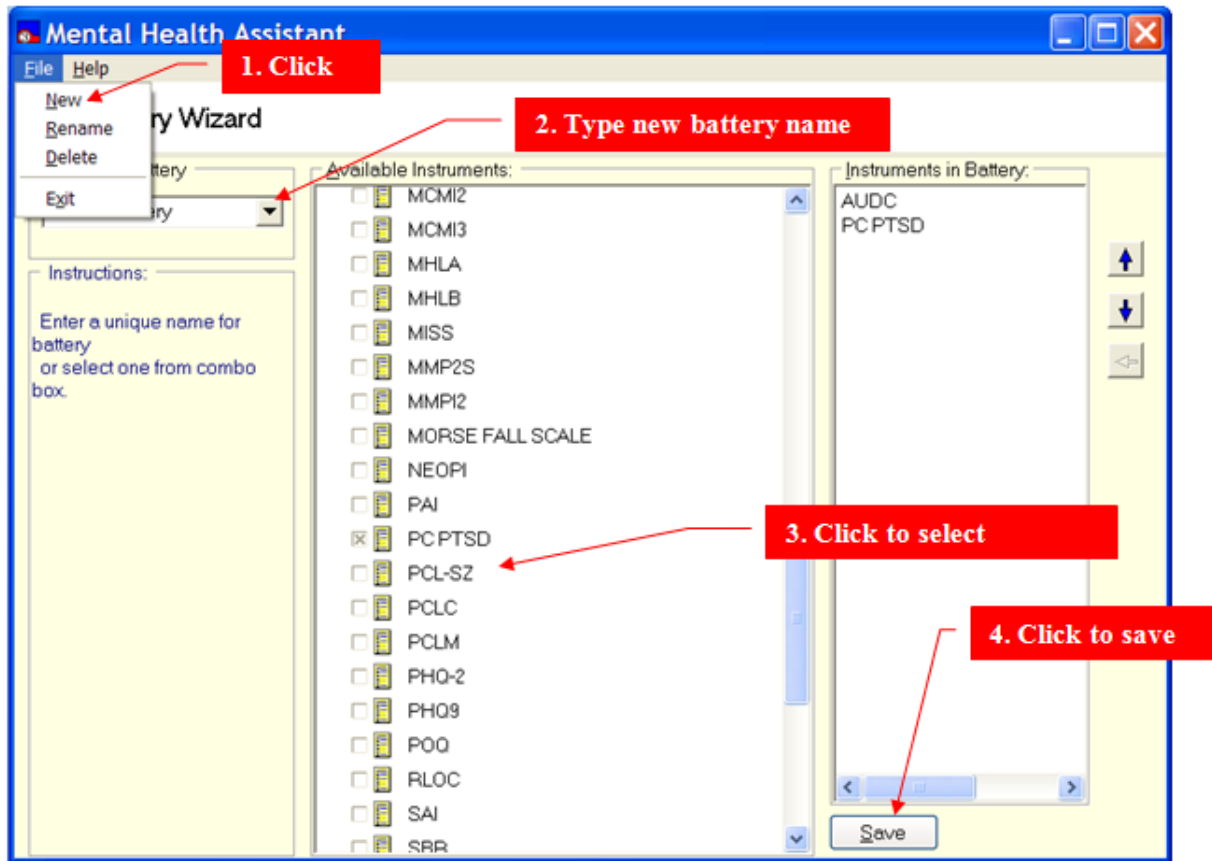 Mental Health Assistant
File Help
1. Click
New
Rename
Delete
Exit
ry Wizard
2. Type new battery name
ttery
ry
Available Instruments:
Instruments in Battery:
Instructions:
Enter a unique name for
battery
or select one from combo
box.
MCMI2
MCMI3
MHLA
MHLB
MISS
MMP2S
MMPI2
MORSE FALL SCALE
NEOPI
PAI
PC PTSD
PCL-SZ
PCLC
PCLM
PHQ-2
PHQ9
POQ
RLOC
SAI
SBR
AUDC
PC PTSD
3. Click to select
4. Click to save
Save